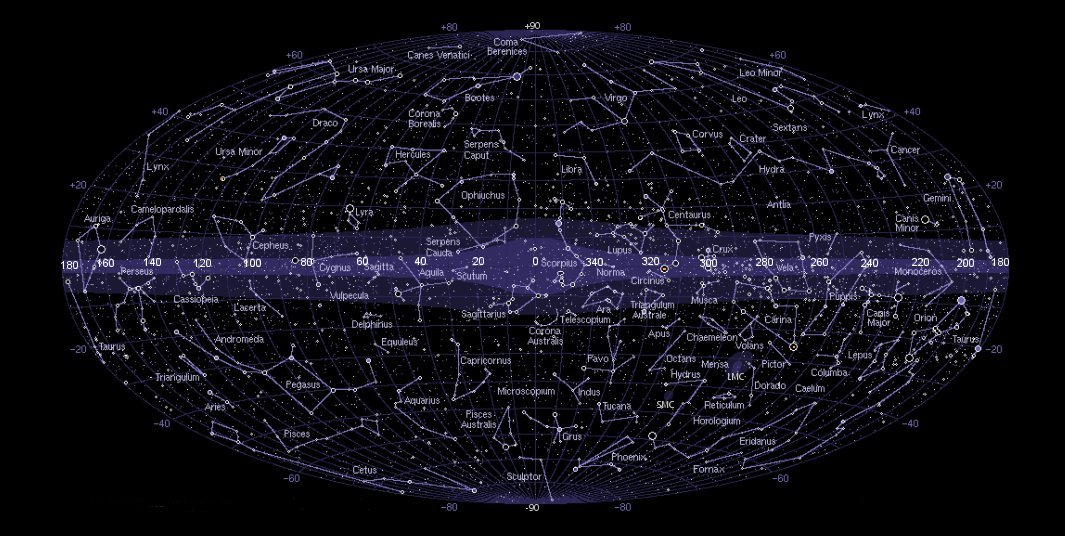 +90
+80 +80
Coma
Berenices
Canes Venatici
+60 +60
Ursa Major
Leo Minor
Bootes
Virgo
Leo
+40 +40
Corona
Borealis
Lynx
Draco
Sextans
Corvus
Crater
Serpens
Caput
Ursa Minor
Hercules
Cancer
Lynx
Libra
Hydra
+20 +20
Ophiuchus
Gemini
Antlia
Camelopardalis
Lyra
Centaurus
Auriga
Canis
Minor
Pyxis
Cepheus
Serpens
Cauda
Lupus
Crux
180 160 140 120 100 80 60 40 20 0 340 320 300 280 260 240 220 200 180
Scorpius
Perseus
Cygnus
Sagitta
Aquila
Scutum
Norma
Vela
Monoceros
Circinus
Cassiopeia
Vulpecula
Puppis
Lacerta
Musca
Triangulum
Australe
Ara
Sagittarius
Telescopium
Carina
Canis
Major
Orion
Delphinus
Corona
Australis
Apus
Chaemeleon
Andromeda
Equuleus
Volans
Taurus
Taurus
-20 -20
Lepus
Capricornus
Pavo
Octans
Mensa
Pictor
Columba
Triangulum
Hydrus
LMC
Pegasus
Dorado
Caelum
Microscopium
Indus
Aquarius
Aries
Tucana
SMC
Reticulum
Pisces
Australis
Horologium
-40 -40
Pisces
Grus
Eridanus
Phoenix
Cetus
Fornax
Sculptor
-60 -60
-80 -80
-90